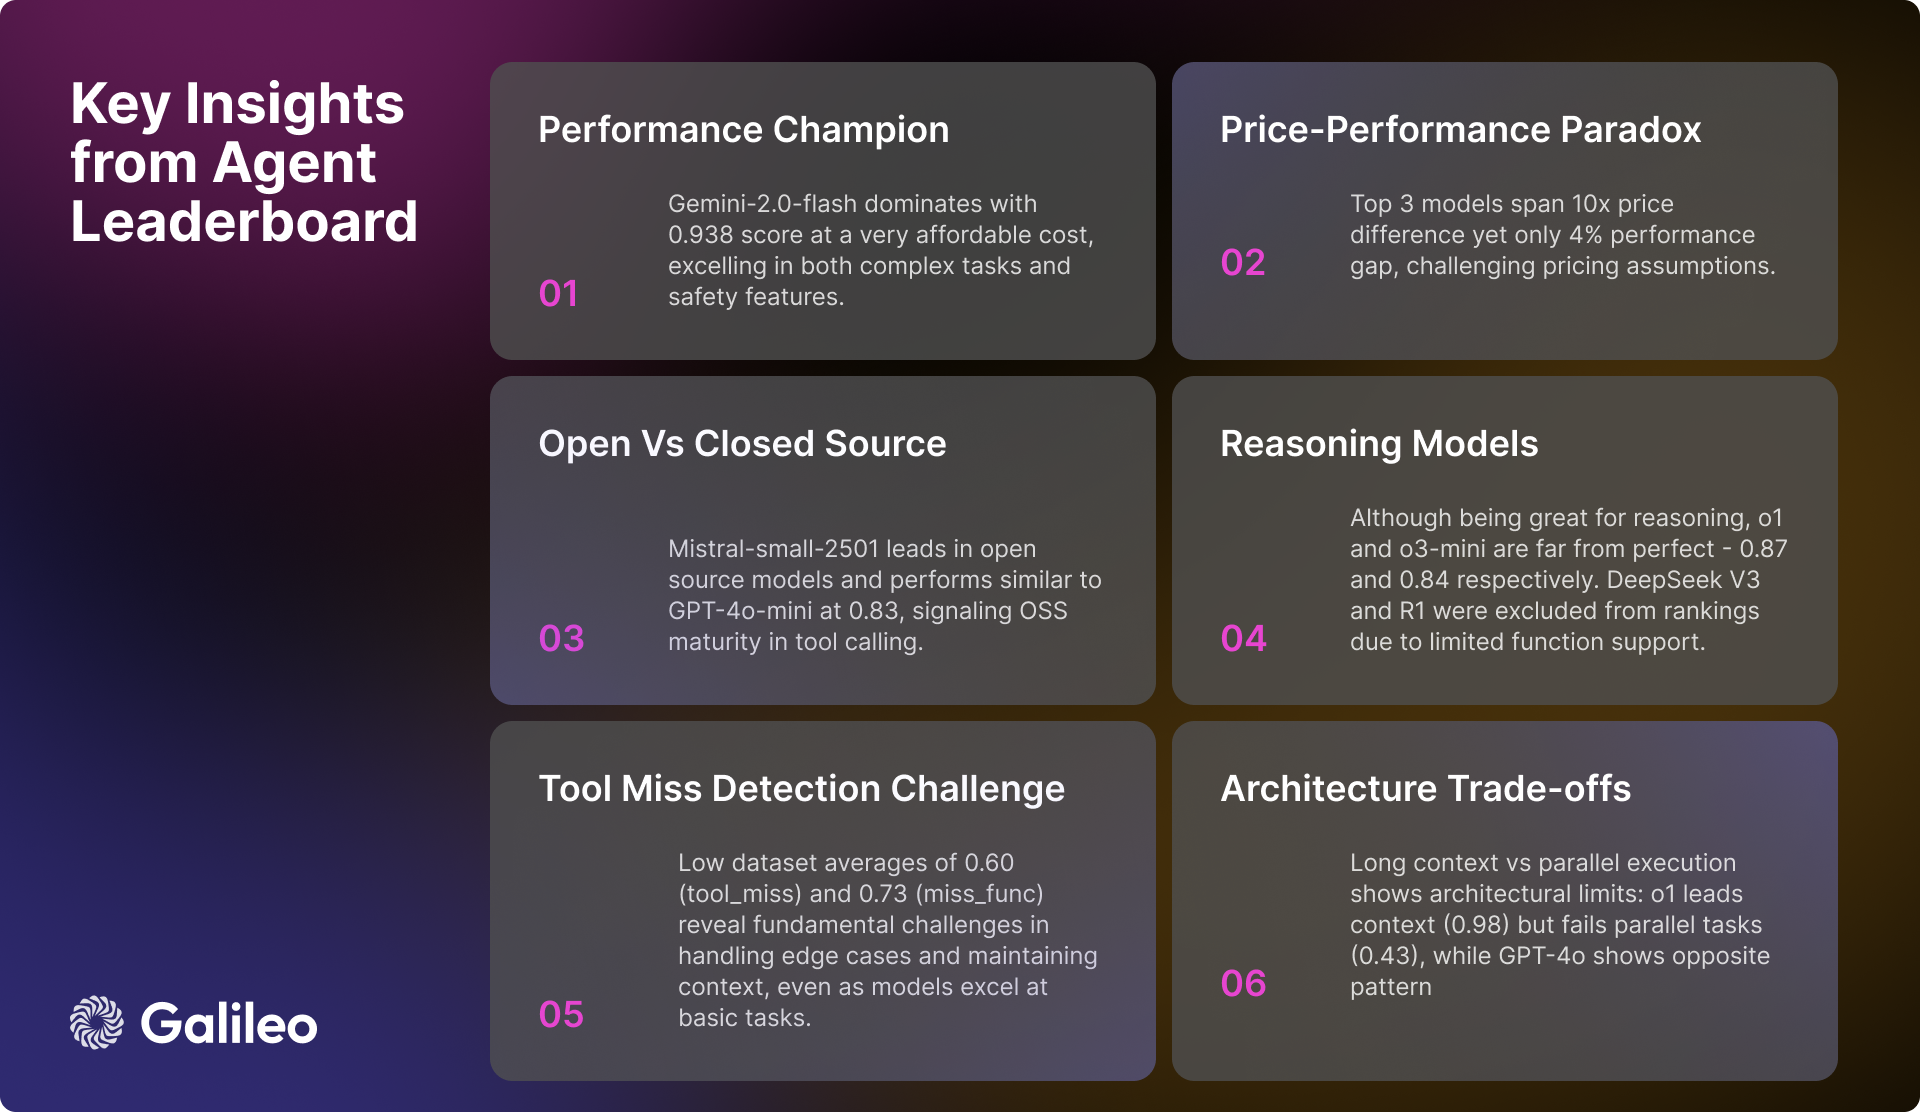 Key Insights
from Agent
Leaderboard
Performance Champion
01
Gemini-2.0-flash dominates with
0.938 score at a very affordable cost,
excelling in both complex tasks and
safety features.
Price-Performance Paradox
02
Top 3 models span 10x price
difference yet only 4% performance
gap, challenging pricing assumptions.
Open Vs Closed Source
03
Mistral-small-2501 leads in open
source models and performs similar to
GPT-4o-mini at 0.83, signaling OSS
maturity in tool calling.
Reasoning Models
04
Although being great for reasoning, o1
and o3-mini are far from perfect - 0.87
and 0.84 respectively. DeepSeek V3
and R1 were excluded from rankings
due to limited function support.
Tool Miss Detection Challenge
05
Low dataset averages of 0.60
(tool_miss) and 0.73 (miss_func)
reveal fundamental challenges in
handling edge cases and maintaining
context, even as models excel at
basic tasks.
Architecture Trade-offs
06
Long context vs parallel execution
shows architectural limits: o1 leads
context (0.98) but fails parallel tasks
(0.43), while GPT-4o shows opposite
pattern
Galileo